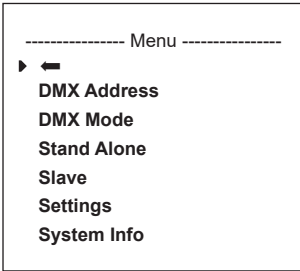 ---------------- Menu ----------------
DMX Address
DMX Mode
Stand Alone
Slave
Settings
System Info